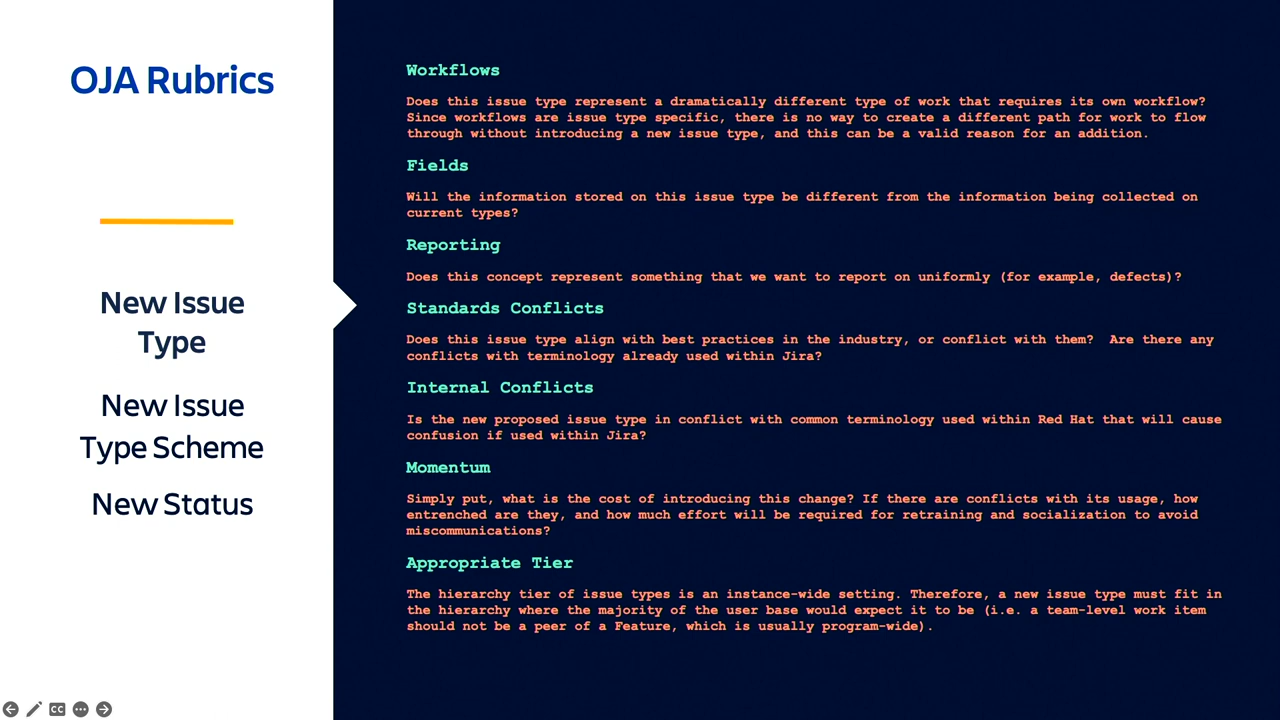 OJA Rubrics
New Issue
Type
New Issue
Type Scheme
New Status
Workflows
Does this issue type represent a dramatically different type of work that requires its own workflow?
Since workflows are issue type specific, there is no way to create a different path for work to flow
through without introducing a new issue type, and this can be a valid reason for an addition.
Fields
Will the information stored on this issue type be different from the information being collected on
current types?
Reporting
Does this concept represent something that we want to report on uniformly (for example, defects)?
Standards Conflicts
Does this issue type align with best practices in the industry, or conflict with them?  Are there any
conflicts with terminology already used within Jira?
Internal Conflicts
Is the new proposed issue type in conflict with common terminology used within Red Hat that will cause
confusion if used within Jira?
Momentum
Simply put, what is the cost of introducing this change? If there are conflicts with its usage, how
entrenched are they, and how much effort will be required for retraining and socialization to avoid
miscommunications?
Appropriate Tier
The hierarchy tier of issue types is an instance-wide setting. Therefore, a new issue type must fit in
the hierarchy where the majority of the user base would expect it to be (i.e. a team-level work item
should not be a peer of a Feature, which is usually program-wide).
CC